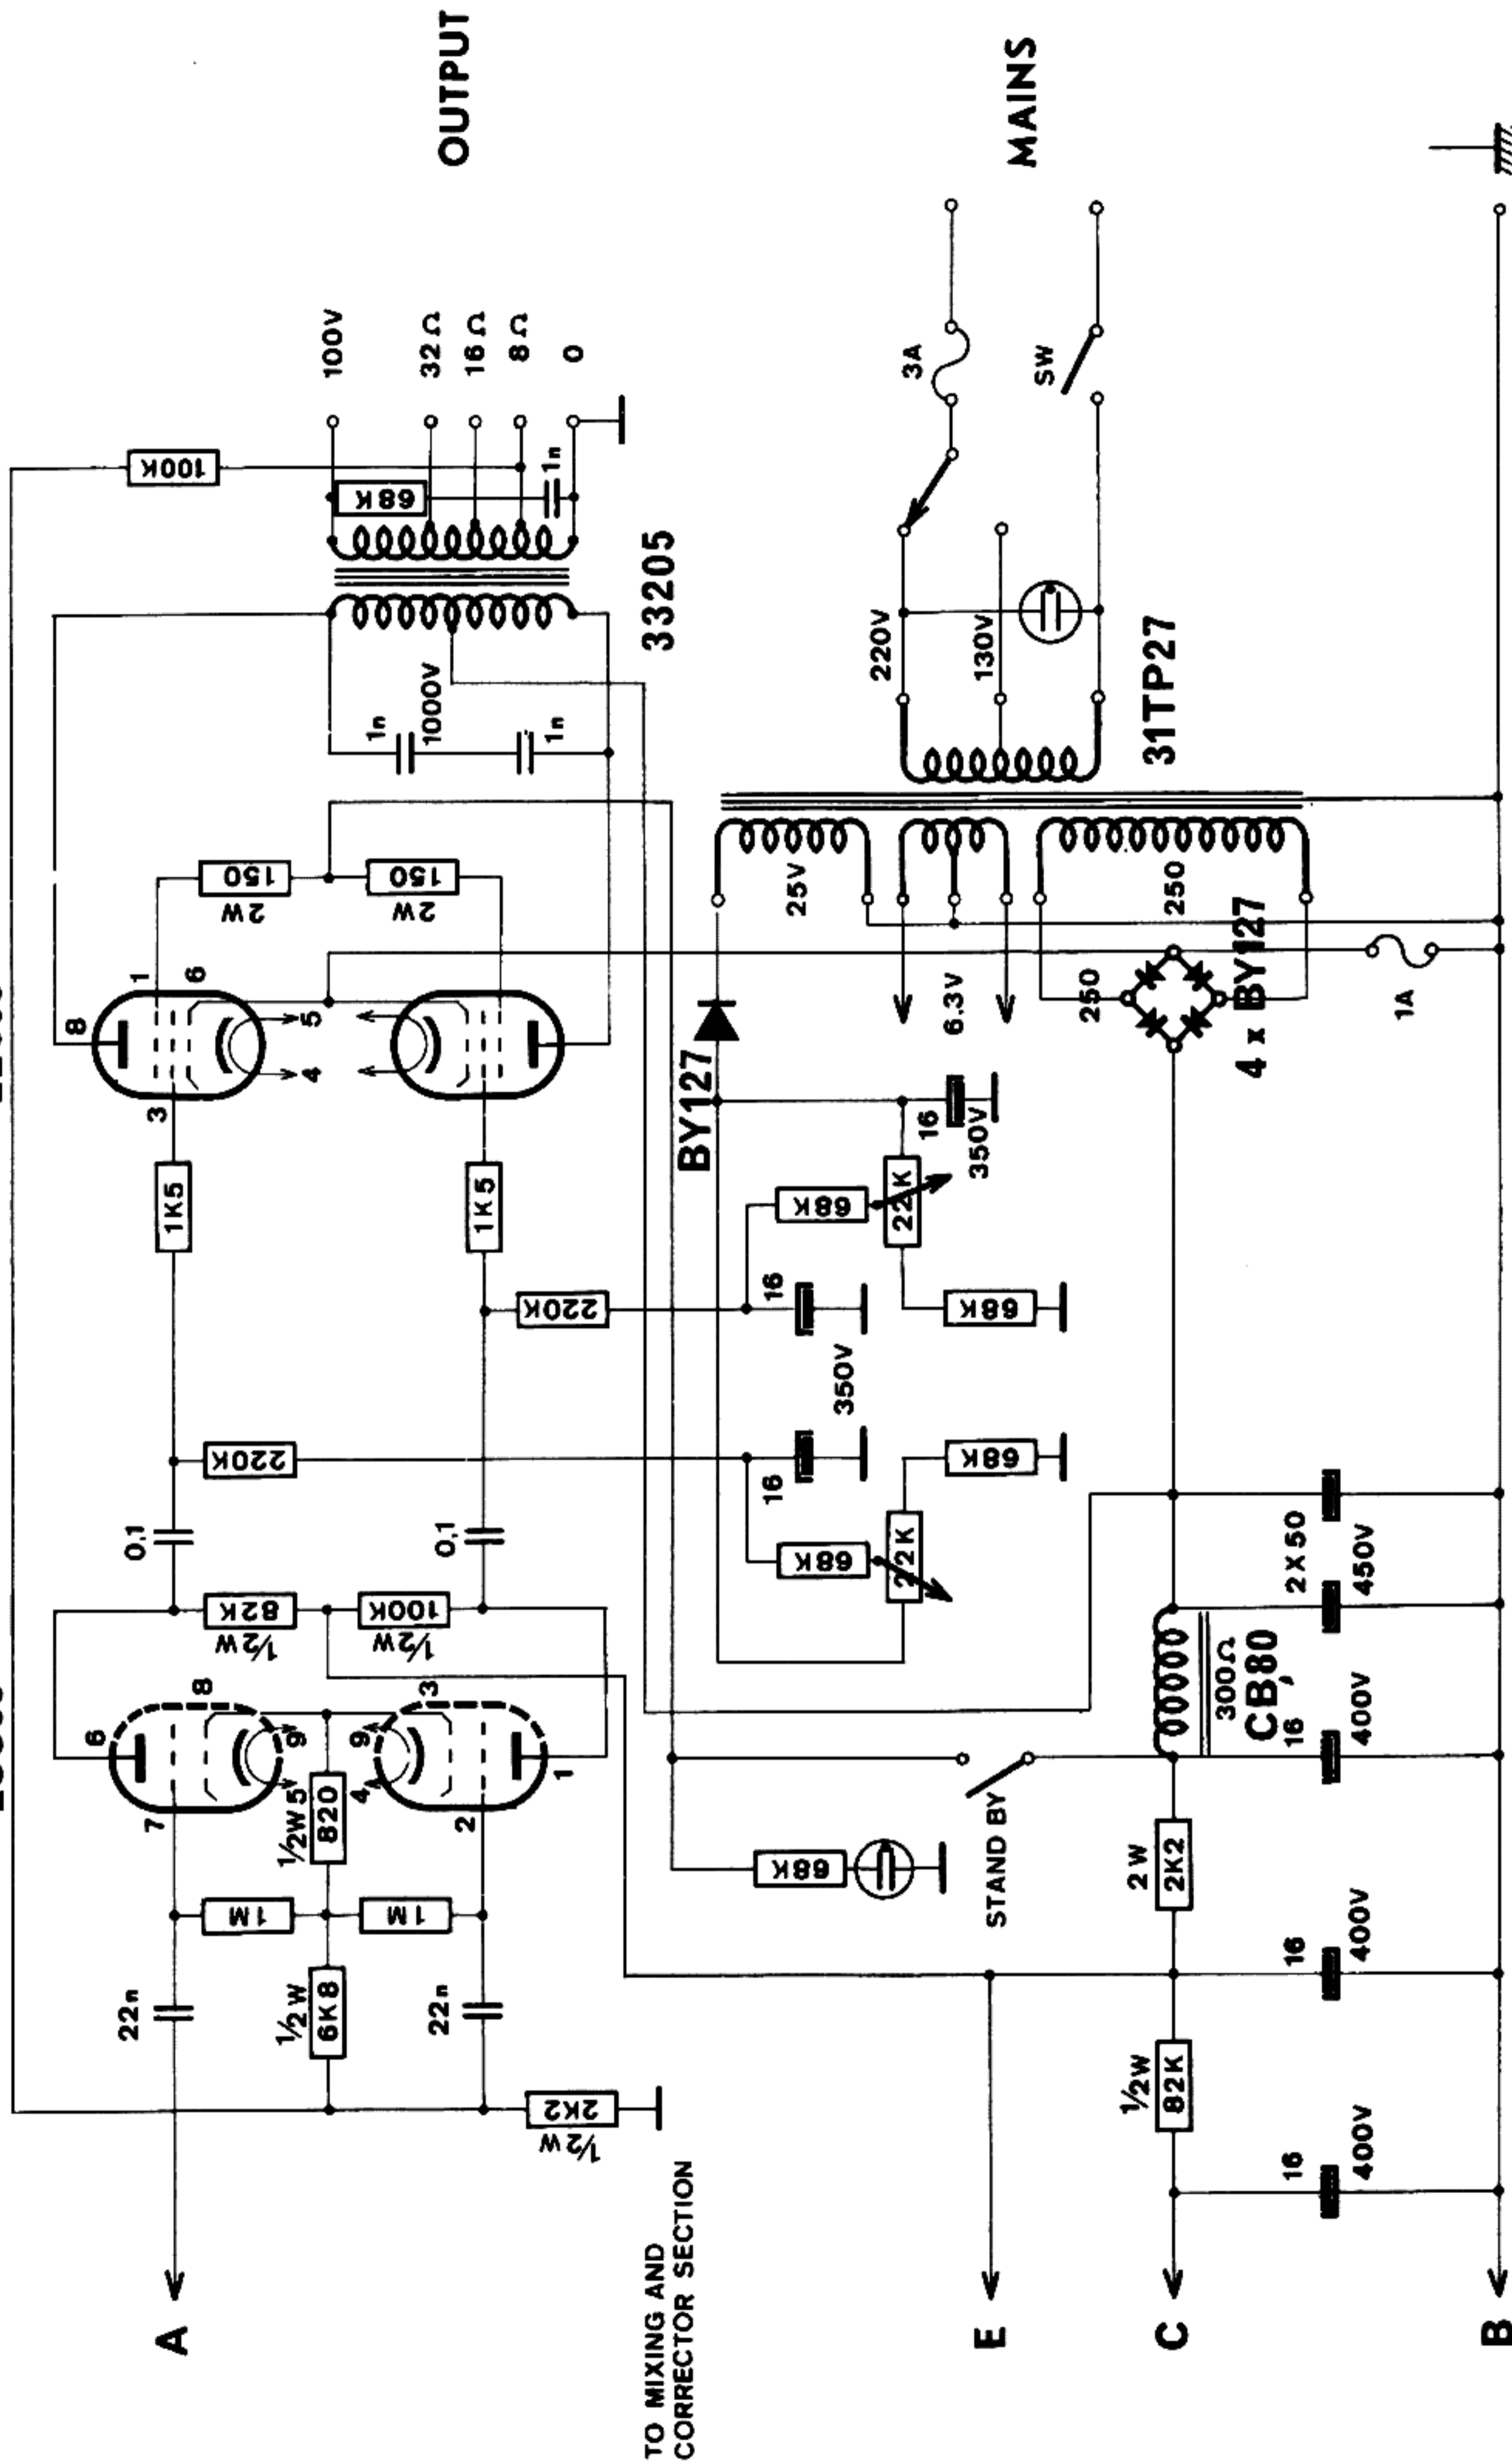 OUTPUT
100V
32 Ω
16 Ω
8 Ω
0
100K
68K
1n
33205
1n
1000V
1n
150
2W
150
2W
8
1
6
3
5
4
1K5
1K5
220K
220K
0,1
0,1
82K
½W
100K
½W
6
8
7
9
5
3
9
4
2
1
½W
820
1M
1M
22n
½W
6K8
22n
2K2
½W
A
TO MIXING AND
CORRECTOR SECTION
MAINS
3A
SW
220V
130V
31TP27
25V
6.3V
250
250
4 x BY127
1A
BY127
16
350V
22K
68K
68K
16
350V
16
68K
22K
68K
2X50
450V
300Ω
CB80
16
400V
STAND BY
68K
2W
2K2
16
400V
½W
82K
16
400V
E
C
B